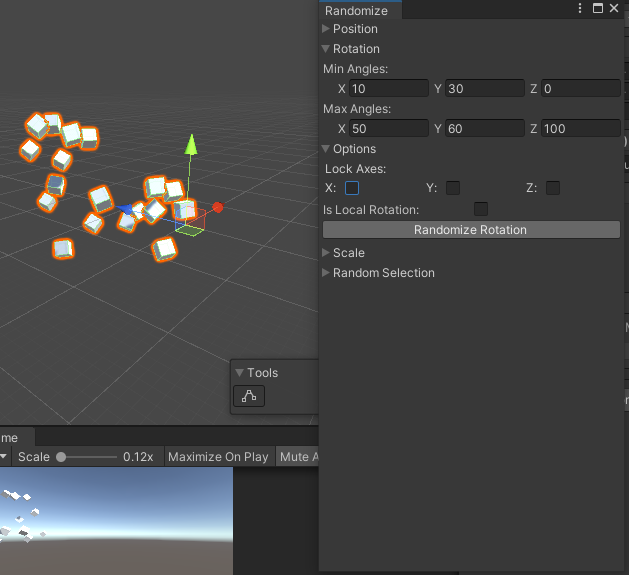 Randomize
Position
Rotation
Min Angles:
X 10 Y 30 Z 0
Max Angles:
X 50 Y 60 Z 100
Options
Lock Axes:
X: Y: Z:
Is Local Rotation:
Randomize Rotation
Scale
Random Selection
Tools
me
Scale 0.12x Maximize On Play Mute A